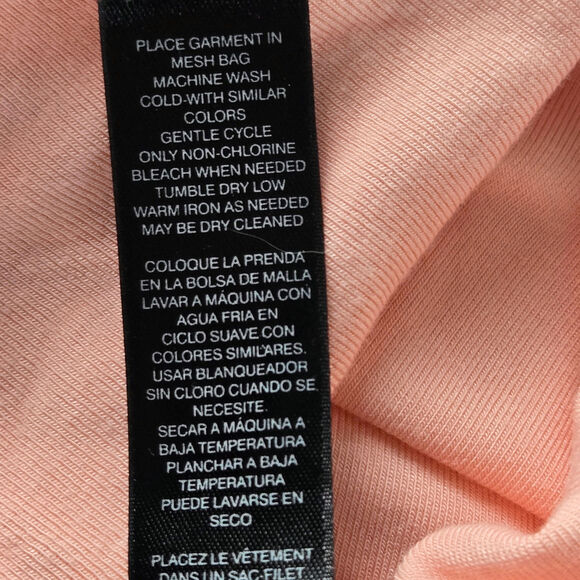 PLACE GARMENT IN
MESH BAG
MACHINE WASH
COLD-WITH SIMILAR
COLORS
GENTLE CYCLE
ONLY NON-CHLORINE
BLEACH WHEN NEEDED
TUMBLE DRY LOW
WARM IRON AS NEEDED
MAY BE DRY CLEANED
COLOQUE LA PRENDA
EN LA BOLSA DE MALLA
LAVAR A MÁQUINA CON
AGUA FRIA EN
CICLO SUAVE CON
COLORES SIMILARES.
USAR BLANQUEADOR
SIN CLORO CUANDO SE
NECESITE.
SECAR A MÁQUINA A
BAJA TEMPERATURA
PLANCHAR A BAJA
TEMPERATURA
PUEDE LAVARSE EN
SECO
PLACEZ LE VÊTEMENT
DANS UN SAC-FILET